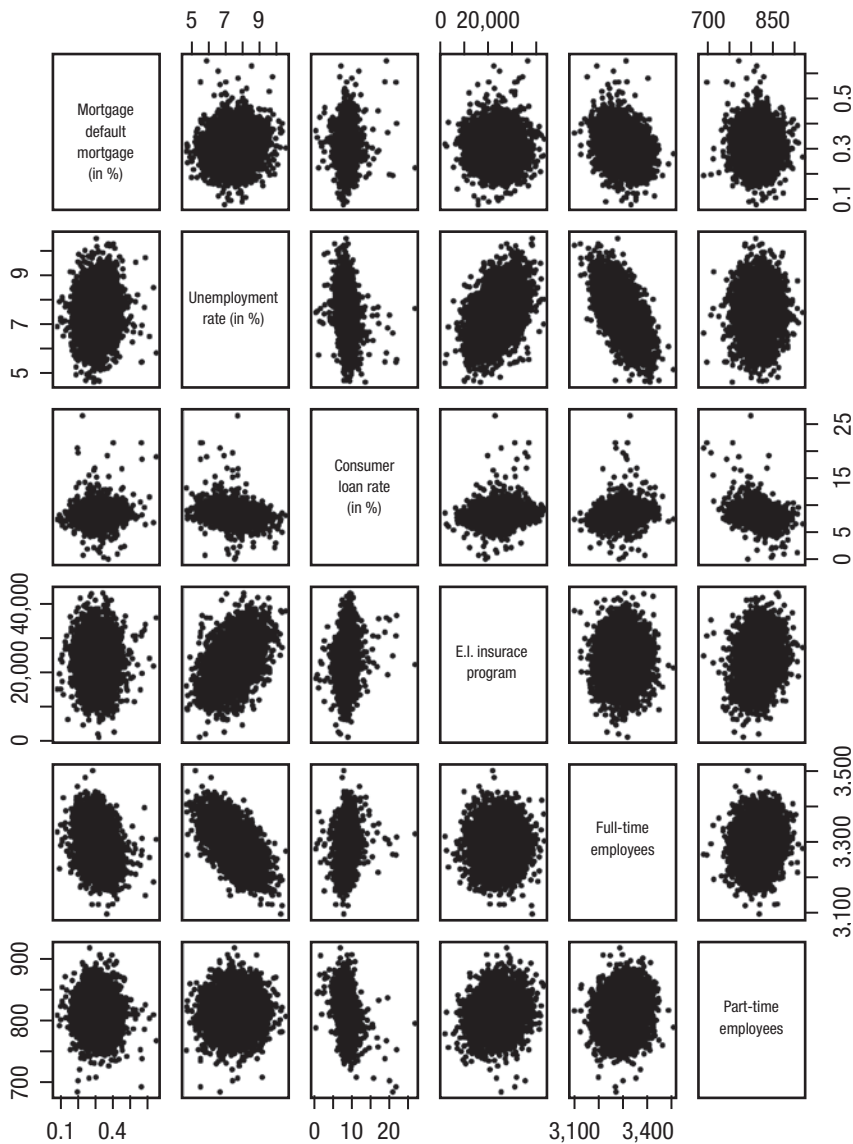 5 7 9
0 20,000
700 850
Mortgage
default
mortgage
(in %)
0.1 0.3 0.5
5 7 9
Unemployment
rate (in %)
Consumer
loan rate
(in %)
0 5 15 25
0 20,000 40,000
E.I. insurace
program
Full-time
employees
3,100 3,300 3,500
700 800 900
Part-time
employees
0.1 0.4
0 10 20
3,100 3,400